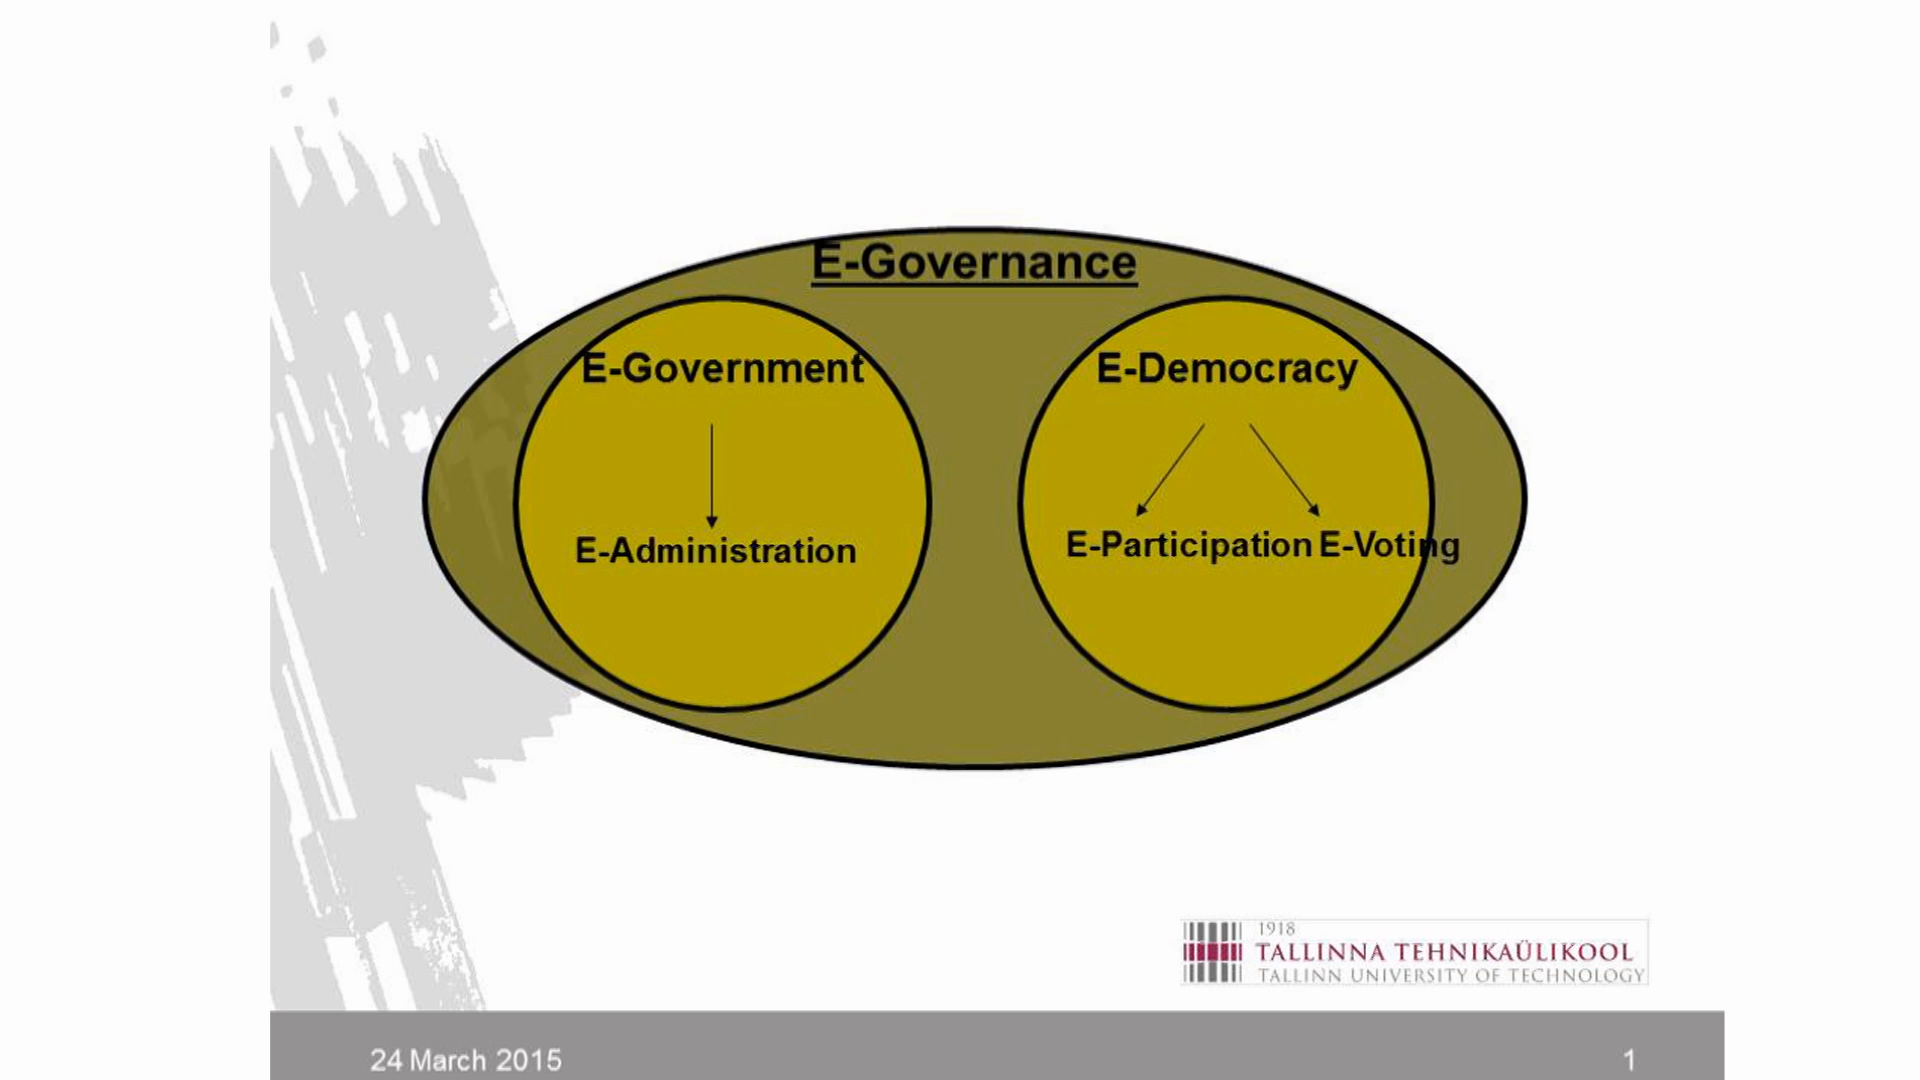 E-Governance
E-Government
E-Democracy
E-Administration
E-Participation
E-Voting
1918
TALLINNA TEHNIKAÜLIKOOL
TALLINN UNIVERSITY OF TECHNOLOGY
24 March 2015
1